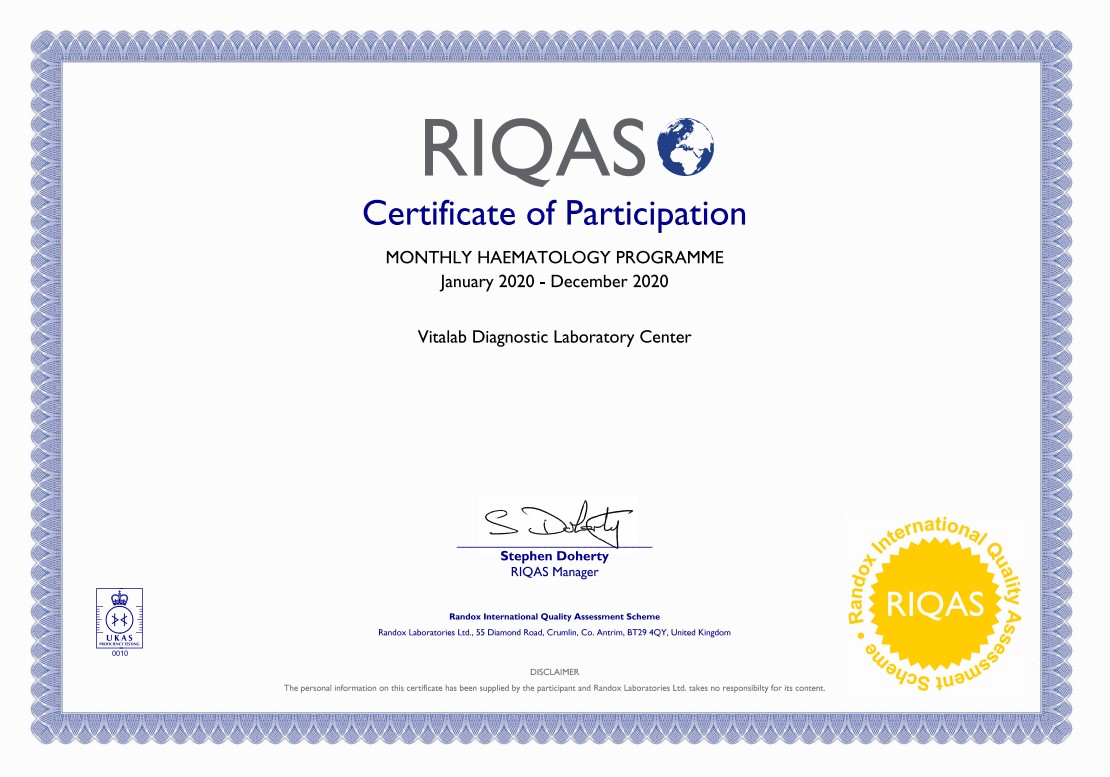 RIQAS
Certificate of Participation
MONTHLY HAEMATOLOGY PROGRAMME
January 2020 - December 2020
Vitalab Diagnostic Laboratory Center
S Doherty
Stephen Doherty
RIQAS Manager
Randox International Quality Assessment Scheme
Randox Laboratories Ltd., 55 Diamond Road, Crumlin, Co. Antrim, BT29 4QY, United Kingdom
DISCLAIMER
The personal information on this certificate has been supplied by the participant and Randox Laboratories Ltd. takes no responsibilty for its content.
UKAS
PROFICIENCY TESTING
0010
Randox International Quality Assessment Scheme •
RIQAS